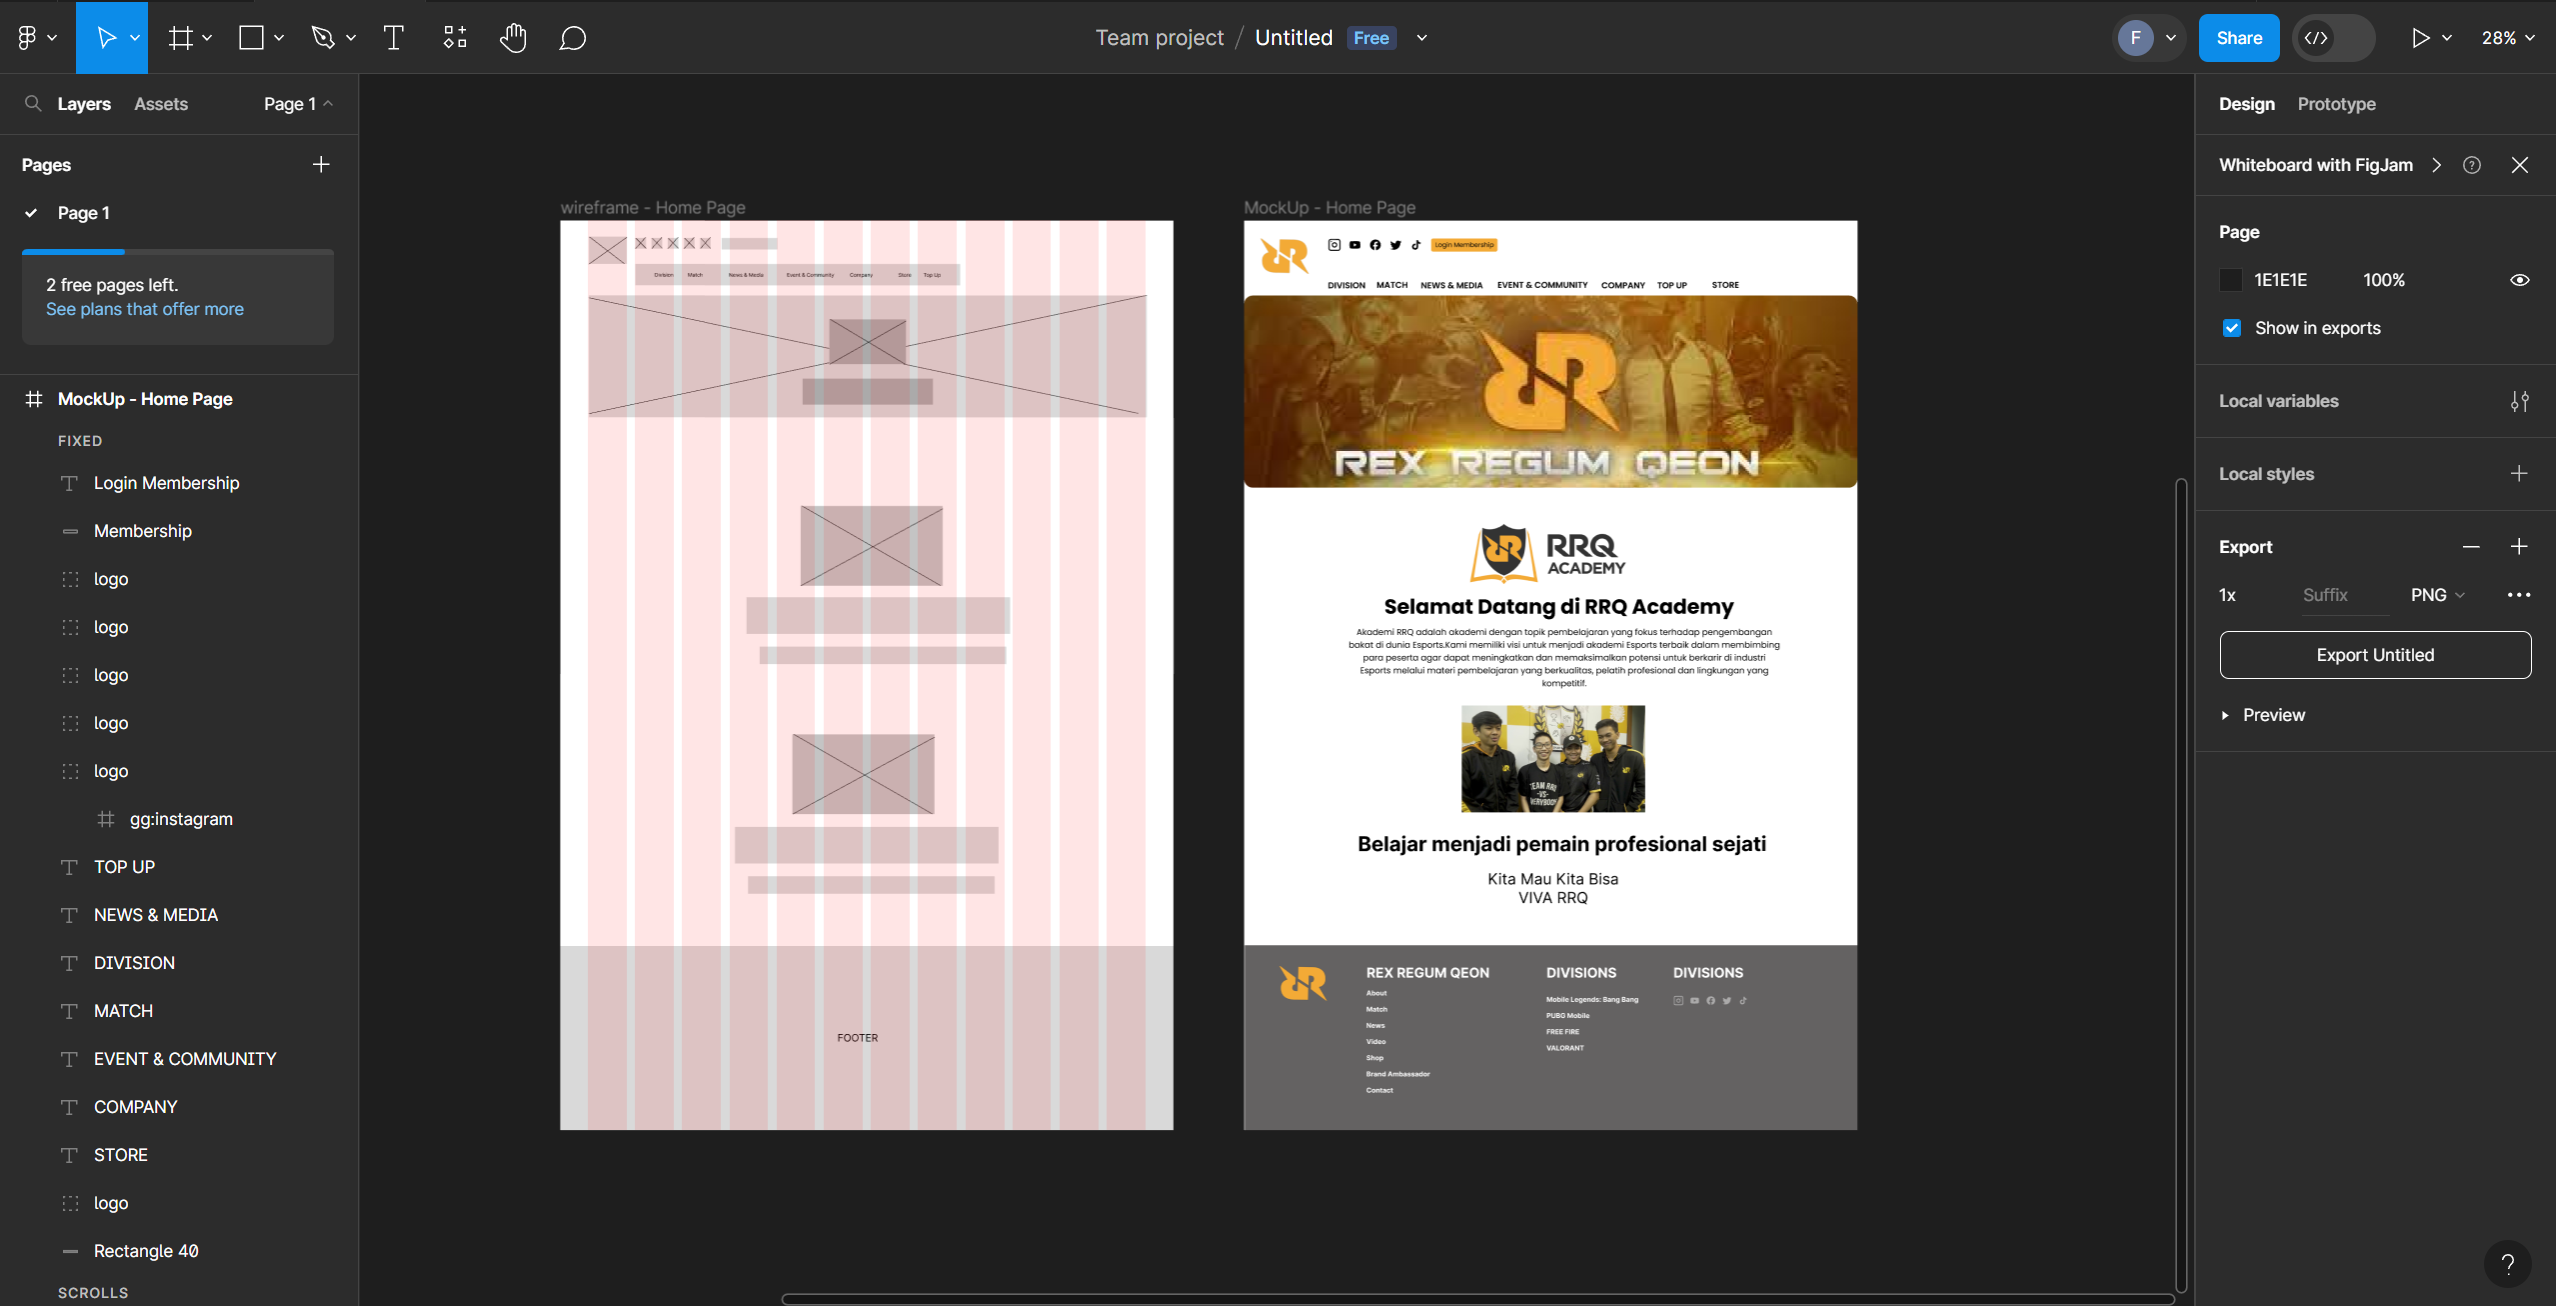 Team project / Untitled Free
F
Share
28%
Layers Assets Page 1
Pages
Page 1
2 free pages left.
See plans that offer more
MockUp - Home Page
FIXED
Login Membership
Membership
logo
logo
logo
logo
logo
gg:instagram
TOP UP
NEWS & MEDIA
DIVISION
MATCH
EVENT & COMMUNITY
COMPANY
STORE
logo
Rectangle 40
SCROLLS
wireframe - Home Page
Division Match News & Media Event & Community Company Store Top Up
FOOTER
MockUp - Home Page
Login Membership
DIVISION MATCH NEWS & MEDIA EVENT & COMMUNITY COMPANY TOP UP STORE
REX REGUM QEON
RRQ
ACADEMY
Selamat Datang di RRQ Academy
Akademi RRQ adalah akademi dengan topik pembelajaran yang fokus terhadap pengembangan
bakat di dunia Esports.Kami memiliki visi untuk menjadi akademi Esports terbaik dalam membimbing
para peserta agar dapat meningkatkan dan memaksimalkan potensi untuk berkarir di industri
Esports melalui materi pembelajaran yang berkualitas, pelatih profesional dan lingkungan yang
kompetitif.
TEAM RRQ
-VS-
EVERYBODY
Belajar menjadi pemain profesional sejati
Kita Mau Kita Bisa
VIVA RRQ
REX REGUM QEON
About
Match
News
Video
Shop
Brand Ambassador
Contact
DIVISIONS
Mobile Legends: Bang Bang
PUBG Mobile
FREE FIRE
VALORANT
DIVISIONS
Design Prototype
Whiteboard with FigJam
Page
1E1E1E 100%
Show in exports
Local variables
Local styles
Export
1x Suffix PNG
Export Untitled
Preview
?